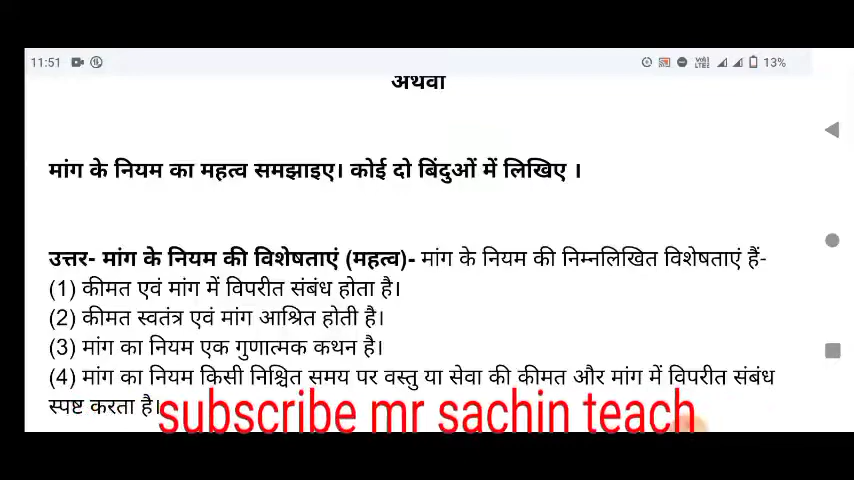 11:51
13%
अथवा
मांग के नियम का महत्व समझाइए। कोई दो बिंदुओं में लिखिए ।
उत्तर- मांग के नियम की विशेषताएं (महत्व)- मांग के नियम की निम्नलिखित विशेषताएं हैं-
(1) कीमत एवं मांग में विपरीत संबंध होता है।
(2) कीमत स्वतंत्र एवं मांग आश्रित होती है।
(3) मांग का नियम एक गुणात्मक कथन है।
(4) मांग का नियम किसी निश्चित समय पर वस्तु या सेवा की कीमत और मांग में विपरीत संबंध
स्पष्ट करता है।
subscribe mr sachin teach